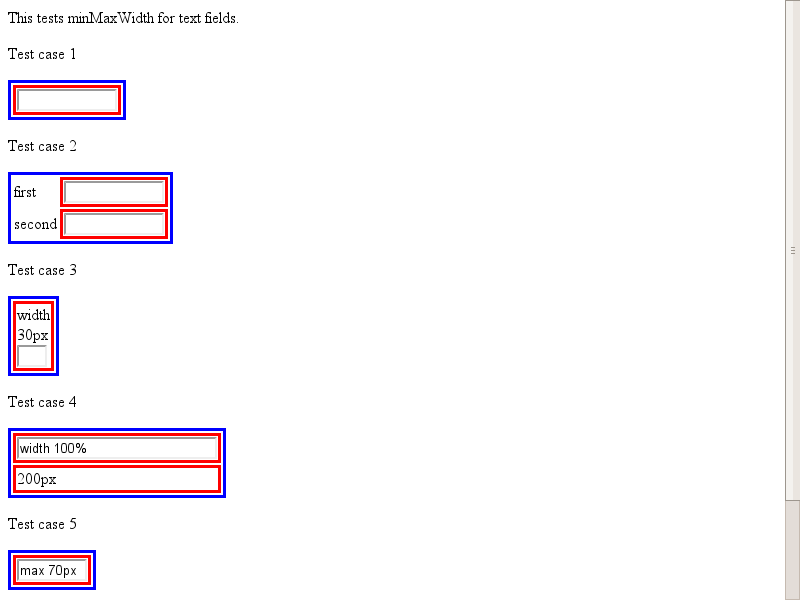 This tests minMaxWidth for text fields.
Test case 1
Test case 2
first
second
Test case 3
width
30px
Test case 4
width 100%
200px
Test case 5
max 70px